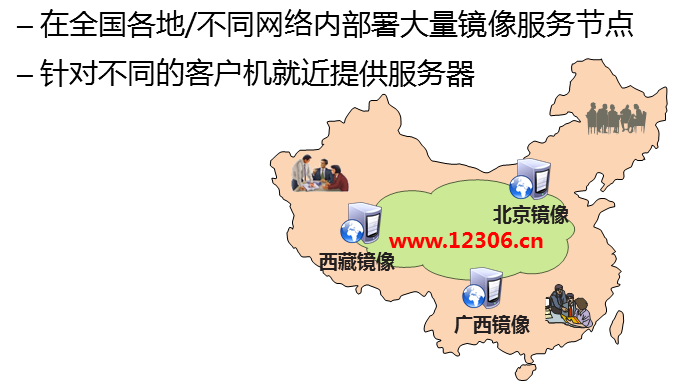 – 在全国各地/不同网络内部署大量镜像服务节点
– 针对不同的客户机就近提供服务器
北京镜像
www.12306.cn
西藏镜像
广西镜像